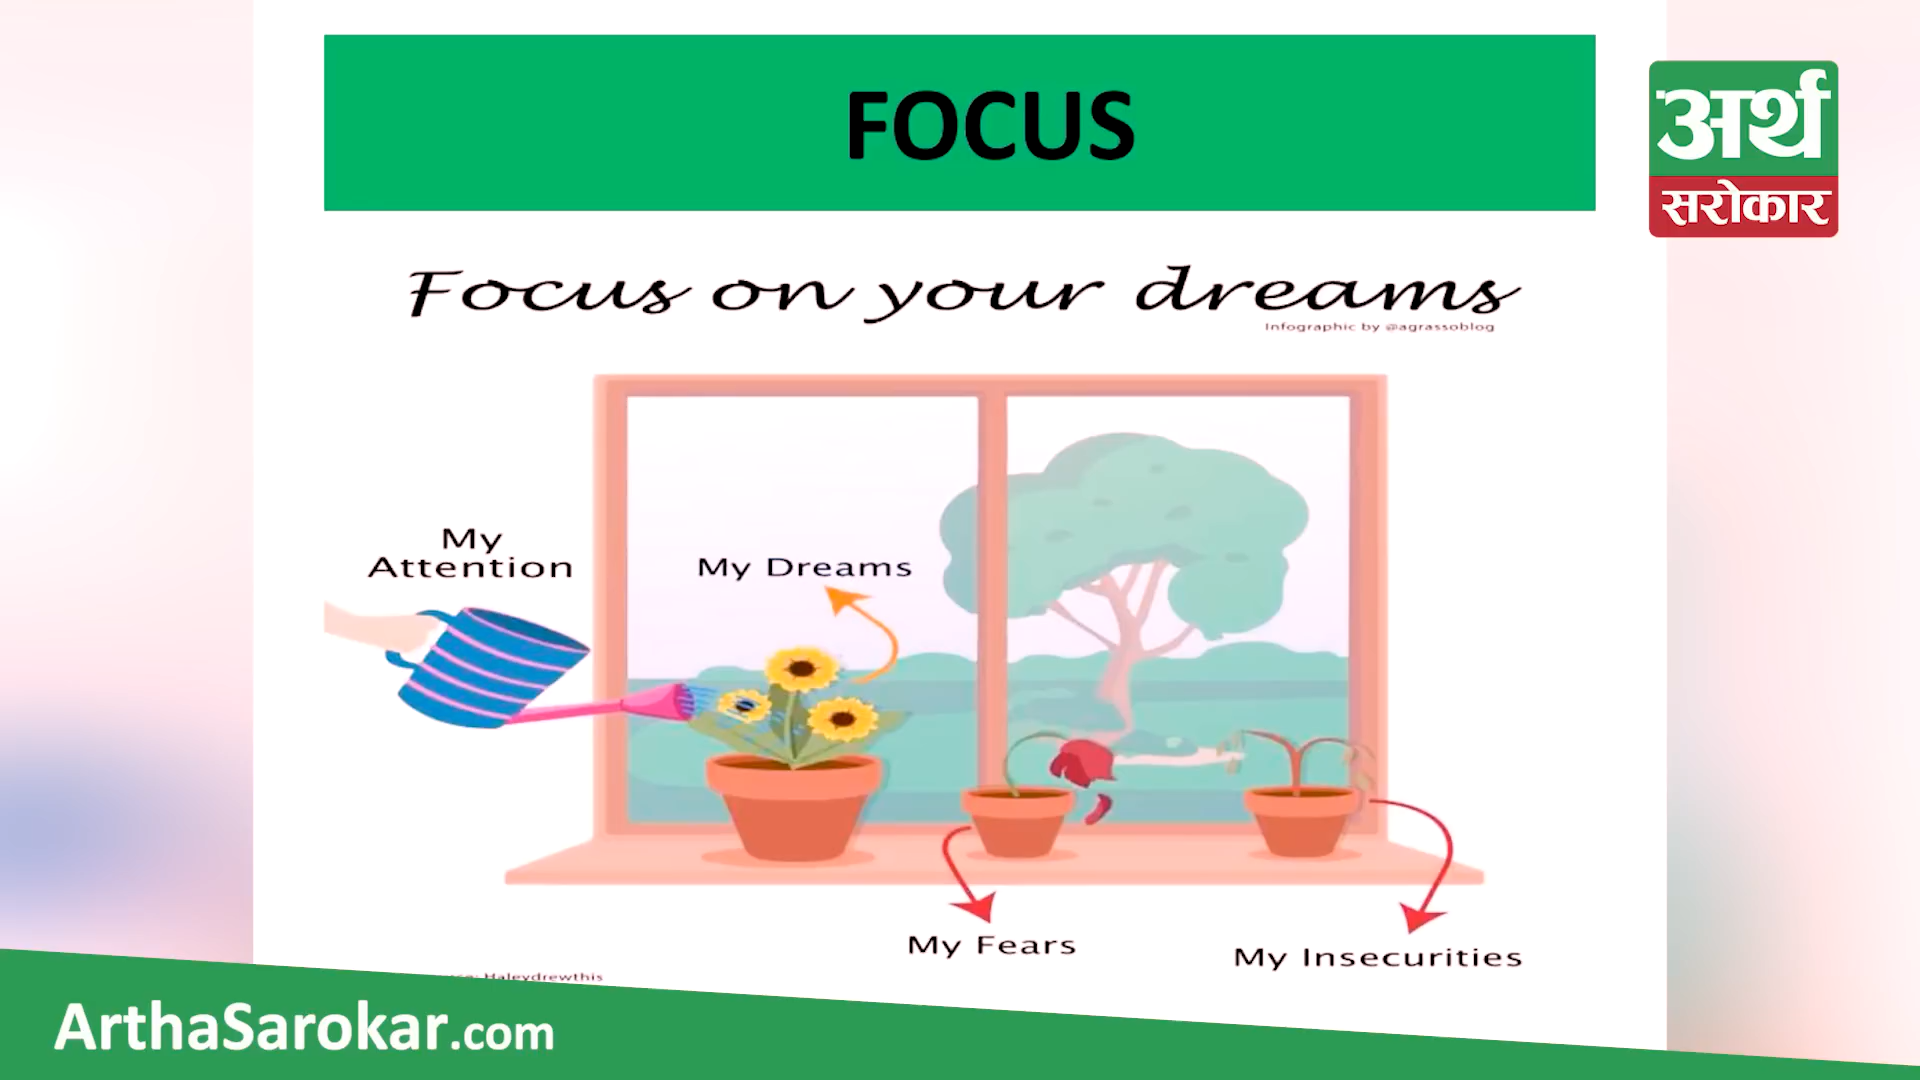 FOCUS
अर्थ
सरोकार
Focus on your dreams
Infographic by @agrassoblog
My
Attention
My Dreams
My Fears
My Insecurities
Haleydrewthis
ArthaSarokar.com